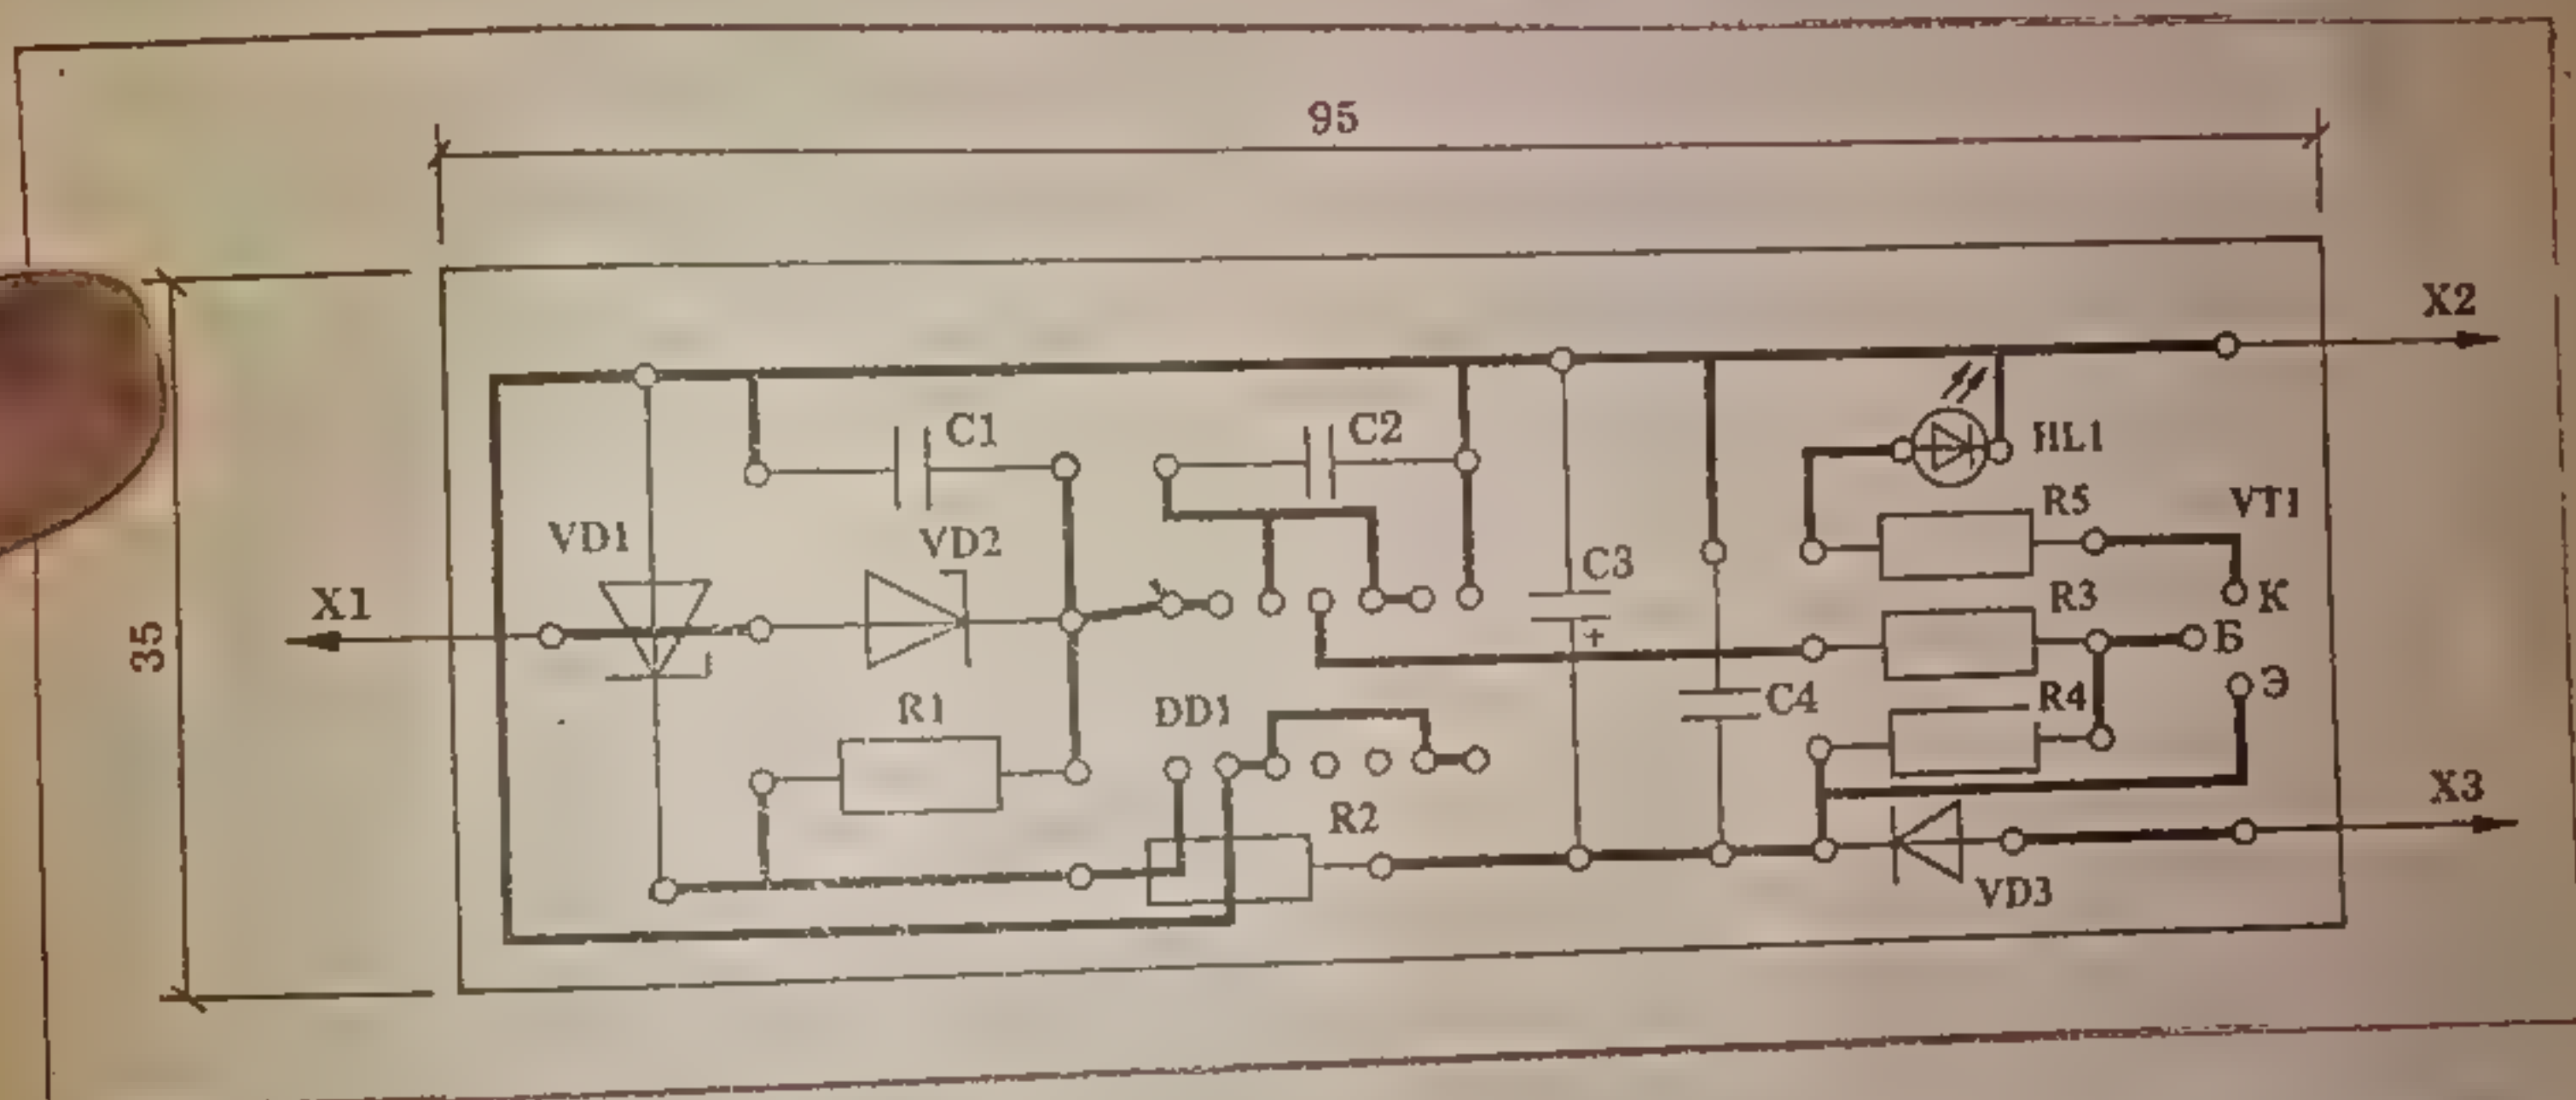 95
X2
C1
C2
HL1
R5
VT1
VD1
VD2
C3
К
R3
X1
+
Б
35
R1
DD1
C4
R4
Э
R2
X3
VD3